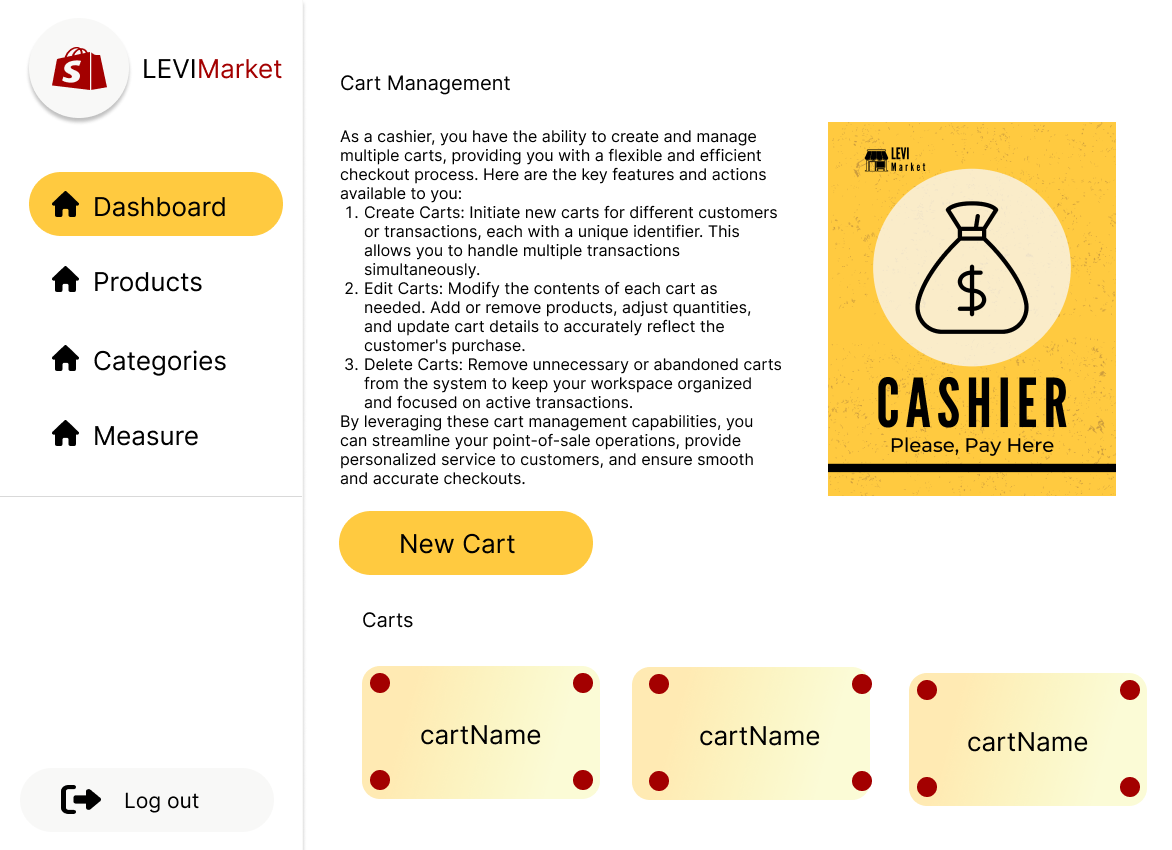 S
LEVIMarket
Dashboard
Products
Categories
Measure
Log out
Cart Management
As a cashier, you have the ability to create and manage
multiple carts, providing you with a flexible and efficient
checkout process. Here are the key features and actions
available to you:
1. Create Carts: Initiate new carts for different customers
or transactions, each with a unique identifier. This
allows you to handle multiple transactions
simultaneously.
2. Edit Carts: Modify the contents of each cart as
needed. Add or remove products, adjust quantities,
and update cart details to accurately reflect the
customer's purchase.
3. Delete Carts: Remove unnecessary or abandoned carts
from the system to keep your workspace organized
and focused on active transactions.
By leveraging these cart management capabilities, you
can streamline your point-of-sale operations, provide
personalized service to customers, and ensure smooth
and accurate checkouts.
LEVI
Market
$
CASHIER
Please, Pay Here
New Cart
Carts
cartName
cartName
cartName